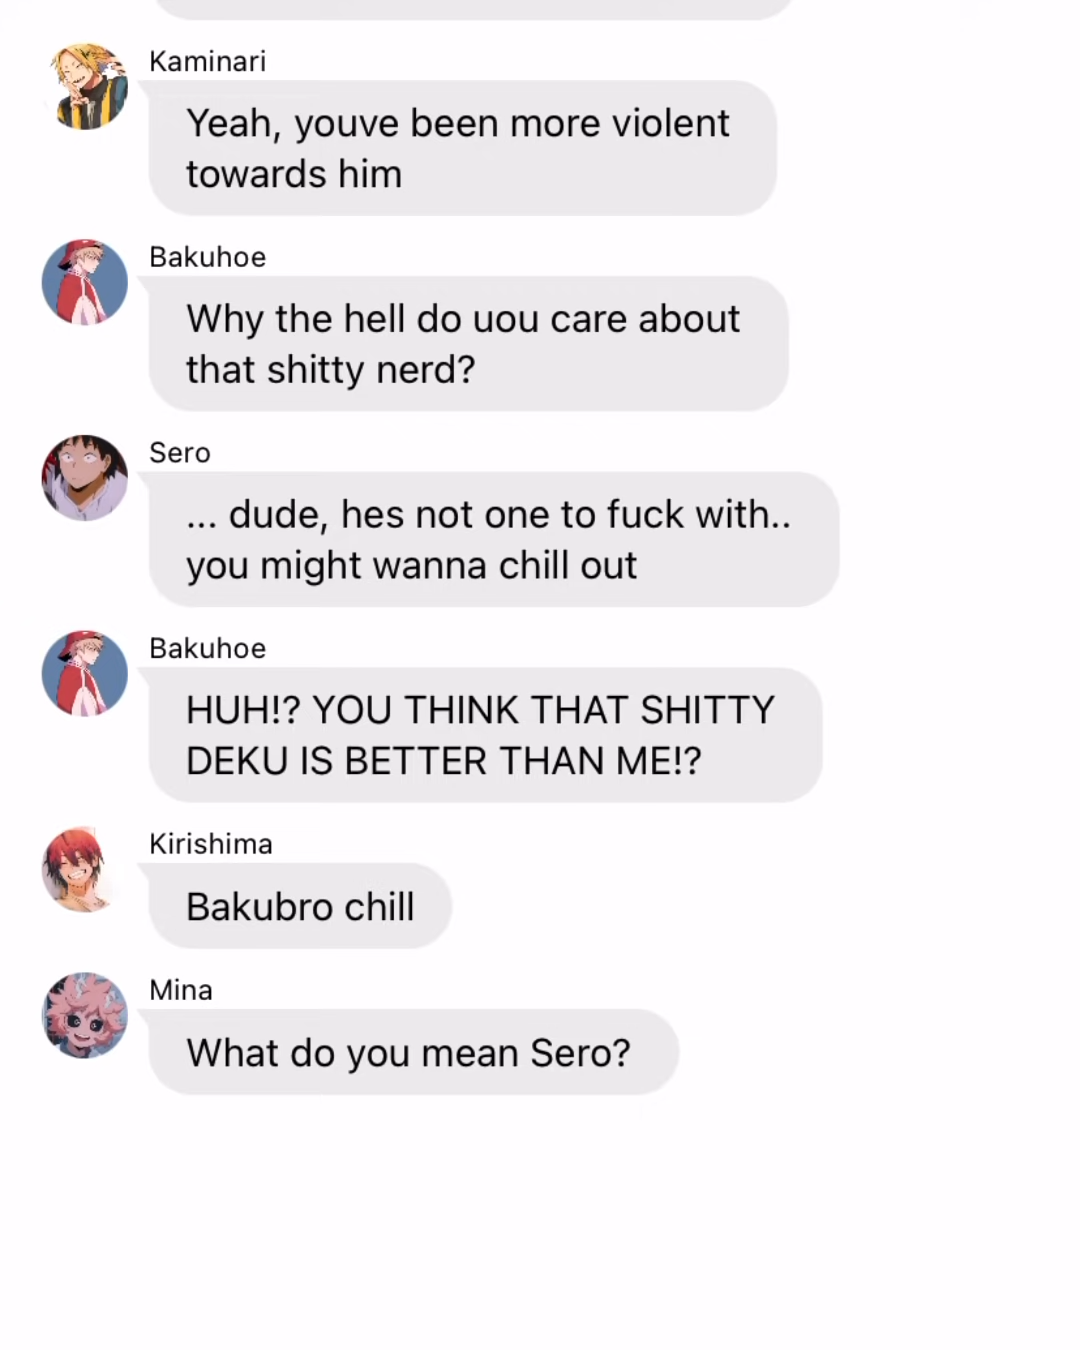 Kaminari
Yeah, youve been more violent
towards him
Bakuhoe
Why the hell do uou care about
that shitty nerd?
Sero
... dude, hes not one to fuck with..
you might wanna chill out
Bakuhoe
HUH!? YOU THINK THAT SHITTY
DEKU IS BETTER THAN ME!?
Kirishima
Bakubro chill
Mina
What do you mean Sero?